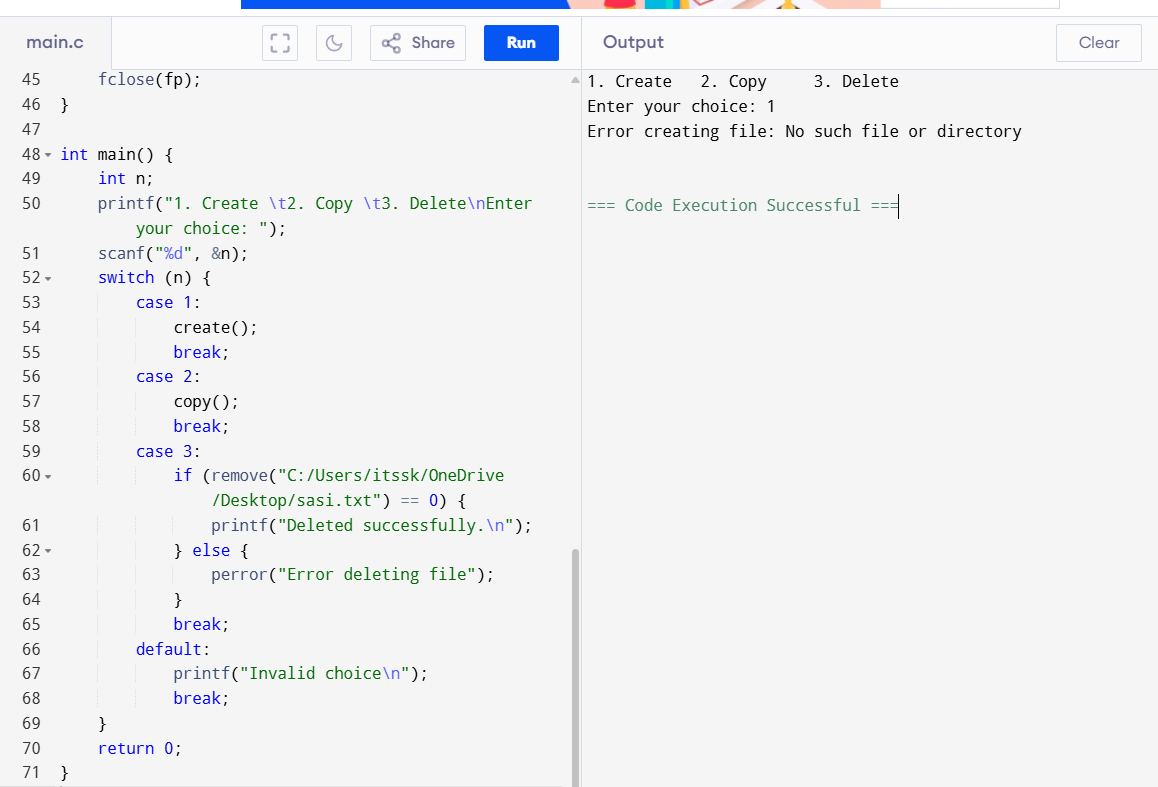 main.c
Share
Run
Output
Clear
45 fclose(fp);
46 }
47
48 int main() {
49 int n;
50 printf("1. Create \t2. Copy \t3. Delete\nEnter
your choice: ");
51 scanf("%d", &n);
52 switch (n) {
53 case 1:
54 create();
55 break;
56 case 2:
57 copy();
58 break;
59 case 3:
60 if (remove("C:/Users/itssk/OneDrive
/Desktop/sasi.txt") == 0) {
61 printf("Deleted successfully.\n");
62 } else {
63 perror("Error deleting file");
64 }
65 break;
66 default:
67 printf("Invalid choice\n");
68 break;
69 }
70 return 0;
71 }
1. Create 2. Copy 3. Delete
Enter your choice: 1
Error creating file: No such file or directory
=== Code Execution Successful ===